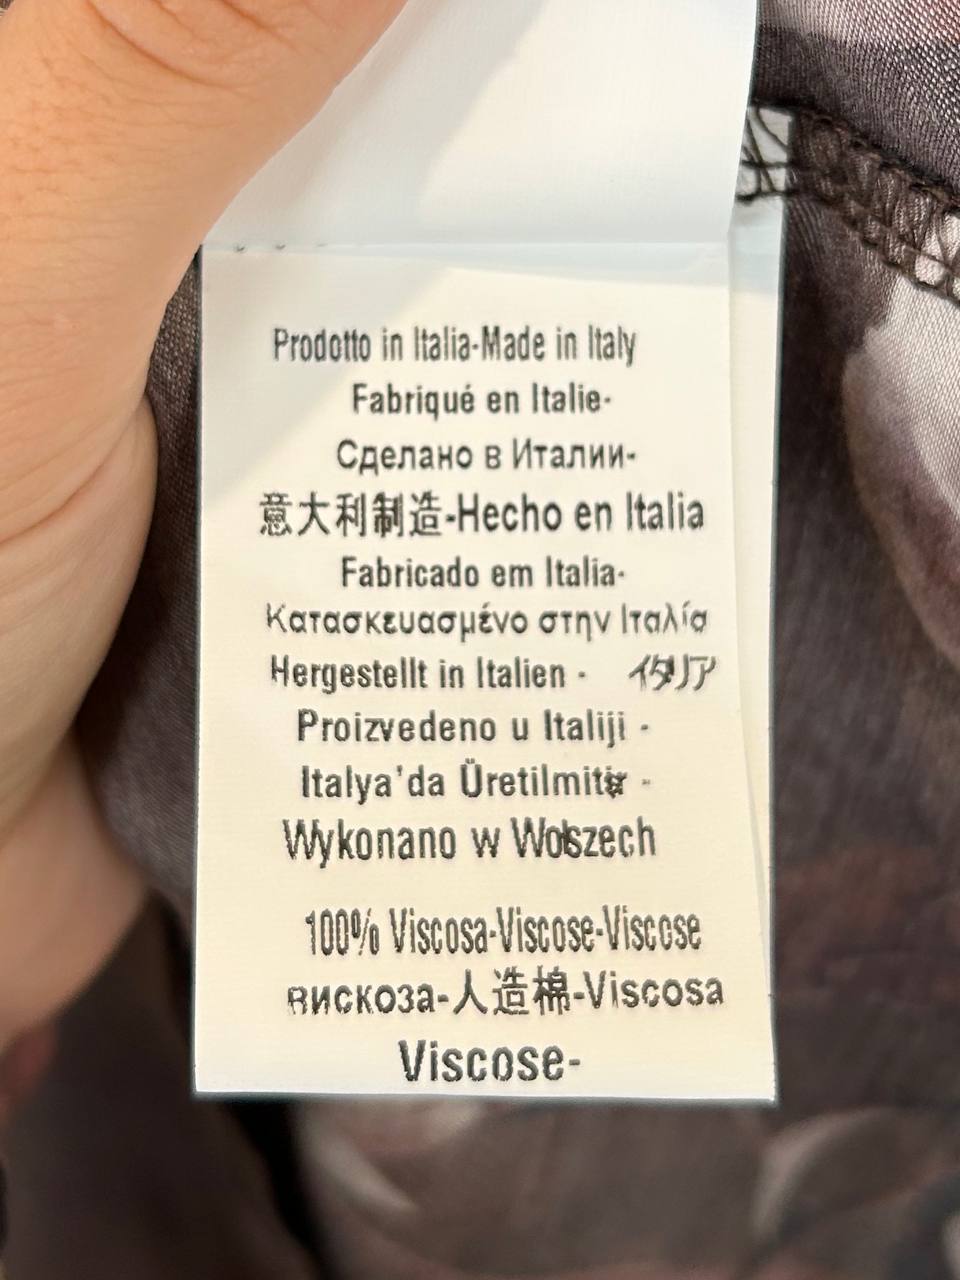 Prodotto in Italia-Made in Italy
Fabriqué en Italie-
Сделано в Италии-
意大利制造-Hecho en Italia
Fabricado em Italia-
Κατασκευασμένο στην Ιταλία
Hergestellt in Italien - イタリア
Proizvedeno u Italiji -
Italya'da -
Wykonano w
100% Viscosa-Viscose-Viscose
вискоза-人造棉-Viscosa
Viscose-